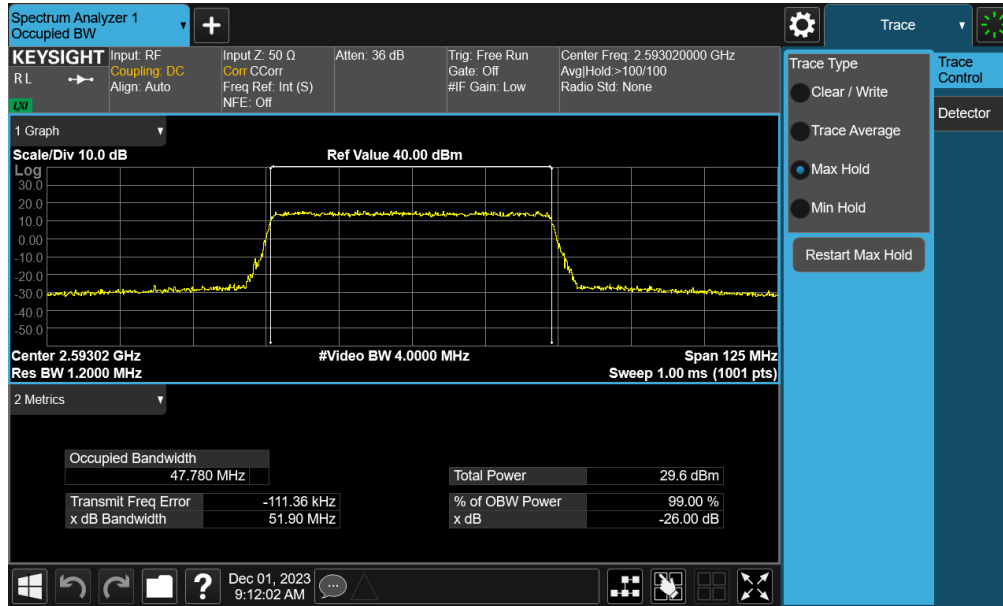 Spectrum Analyzer 1
Occupied BW
+
Trace
KEYSIGHT
R L
LXI
Input: RF
Coupling: DC
Align: Auto
Input Z: 50 Ω
Corr CCorr
Freq Ref: Int (S)
NFE: Off
Atten: 36 dB
Trig: Free Run
Gate: Off
#IF Gain: Low
Center Freq: 2.593020000 GHz
Avg|Hold:>100/100
Radio Std: None
Trace Type
Clear / Write
Trace Average
Max Hold
Min Hold
Restart Max Hold
Trace
Control
Detector
1 Graph
Scale/Div 10.0 dB
Ref Value 40.00 dBm
Log
30.0
20.0
10.0
0.00
-10.0
-20.0
-30.0
-40.0
-50.0
Center 2.59302 GHz
#Video BW 4.0000 MHz
Span 125 MHz
Res BW 1.2000 MHz
Sweep 1.00 ms (1001 pts)
2 Metrics
Occupied Bandwidth
47.780 MHz
Total Power 29.6 dBm
Transmit Freq Error -111.36 kHz
% of OBW Power 99.00 %
x dB Bandwidth 51.90 MHz
x dB -26.00 dB
?
Dec 01, 2023
9:12:02 AM